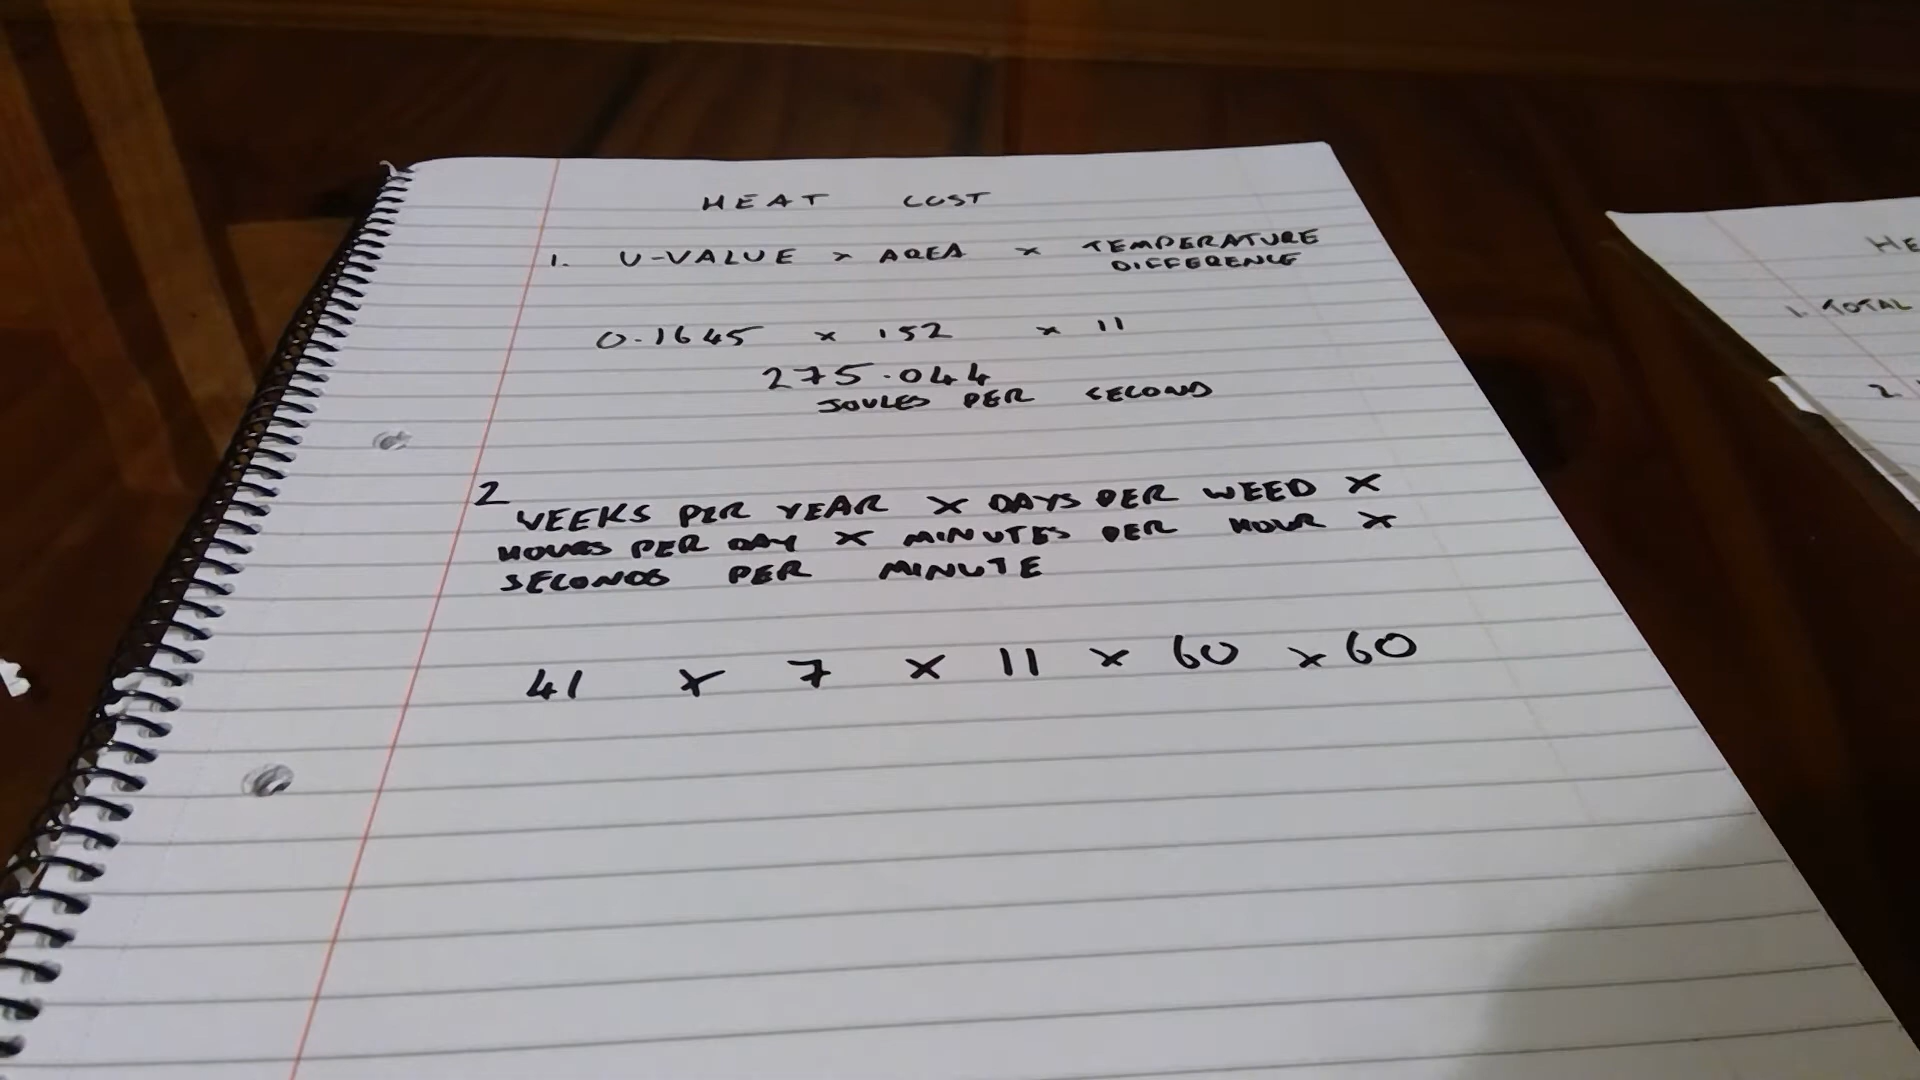 HEAT COST
1. U-VALUE × AREA × TEMPERATURE
DIFFERENCE
0.1645 × 152 × 11
275.044
JOULES PER SECOND
2
WEEKS PER YEAR × DAYS PER WEED ×
HOURS PER DAY × MINUTES PER HOUR ×
SECONDS PER MINUTE
41 × 7 × 11 × 60 × 60
HE
1. TOTAL
2.